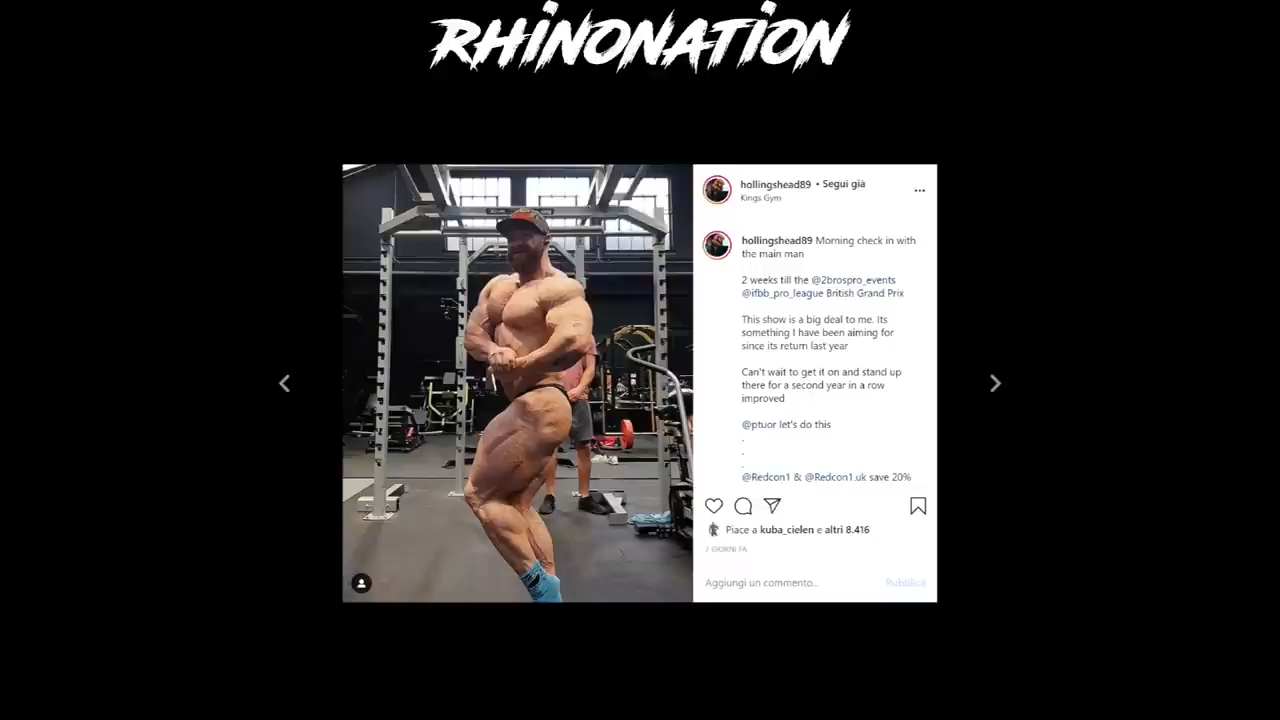 RHINONATION
hollingshead89 • Segui già
Kings Gym
hollingshead89 Morning check in with
the main man
2 weeks till the @2brospro_events
@ifbb_pro_league British Grand Prix
This show is a big deal to me. Its
something I have been aiming for
since its return last year
Can't wait to get it on and stand up
there for a second year in a row
improved
@ptuor let's do this
.
.
.
@Redcon1 & @Redcon1.uk save 20%
Piace a kuba_cielen e altri 8.416
2 GIORNI FA
Aggiungi un commento...
Pubblica